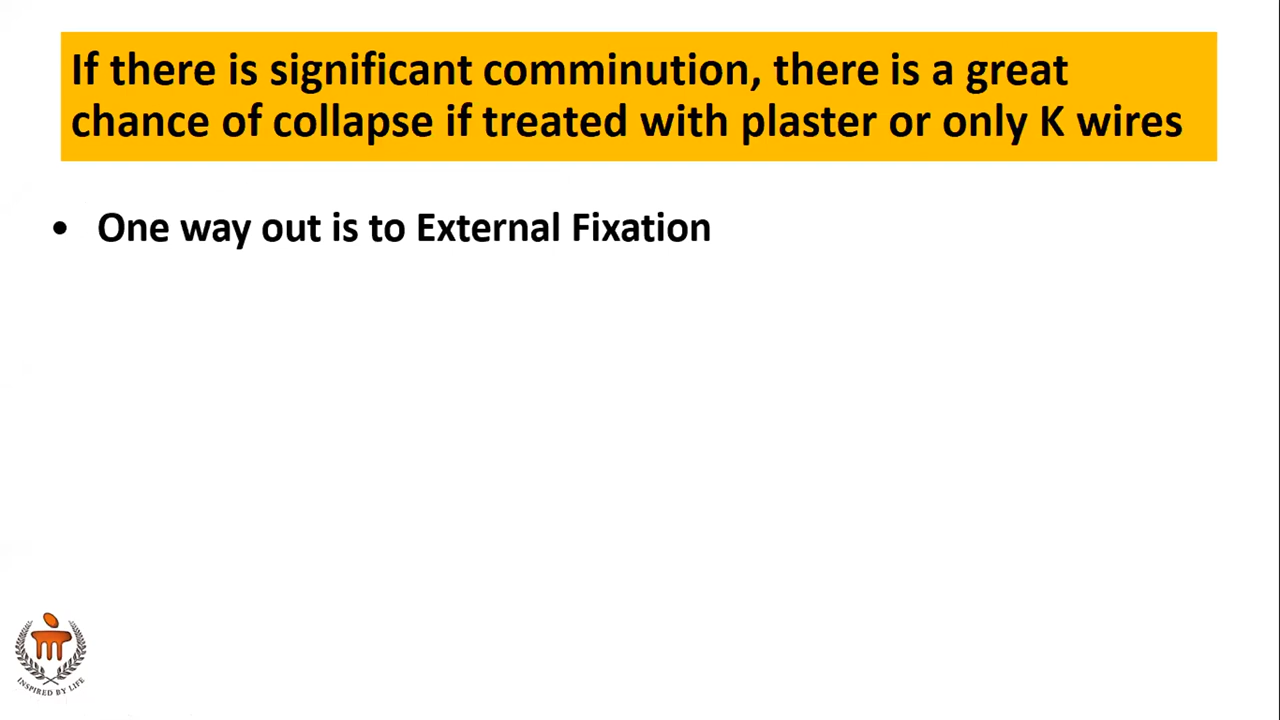 If there is significant comminution, there is a great
chance of collapse if treated with plaster or only K wires
• One way out is to External Fixation
INSPIRED BY LIFE